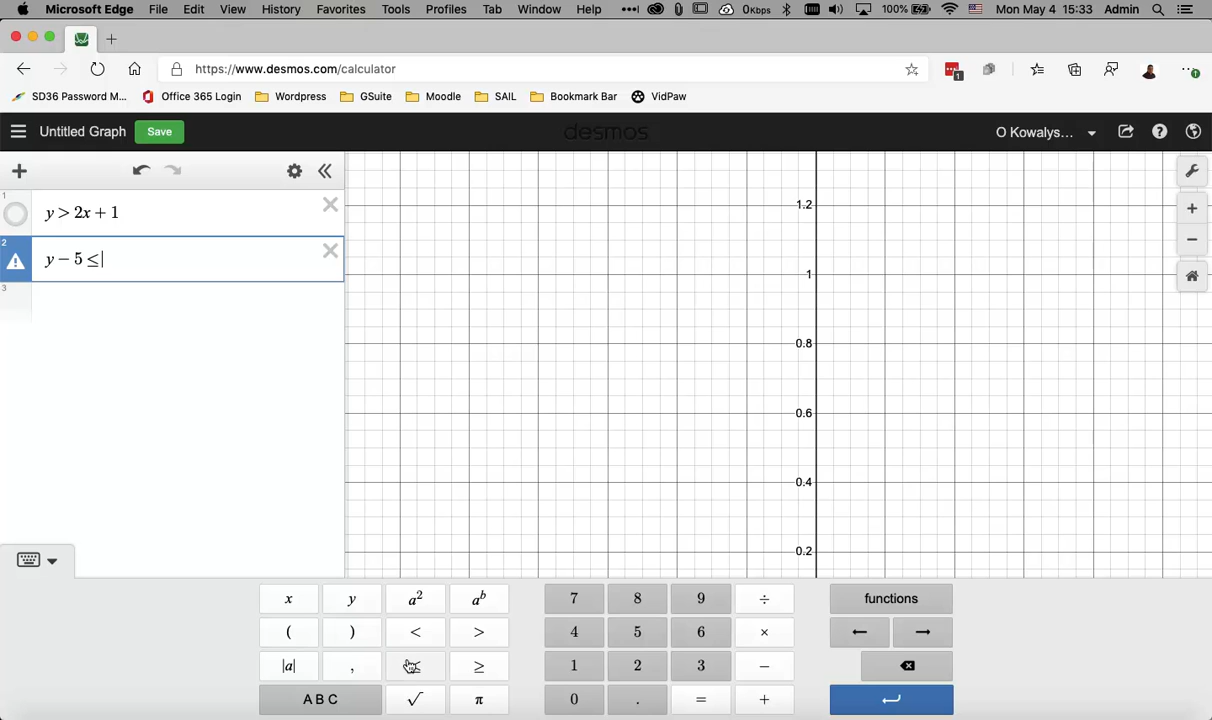 Microsoft Edge File Edit View History Favorites Tools Profiles Tab Window Help 0kbps 100% Mon May 4 15:33 Admin
https://www.desmos.com/calculator 1 1
SD36 Password M... Office 365 Login Wordpress GSuite Moodle SAIL Bookmark Bar VidPaw
Untitled Graph Save desmos O Kowalys...
1
y > 2x + 1
2
y − 5 ≤
3
1.2
1
0.8
0.6
0.4
0.2
x y a² aᵇ 7 8 9 ÷ functions
( ) < > 4 5 6 × ← →
|a| , ≤ ≥ 1 2 3 −
A B C √ π 0 . = +